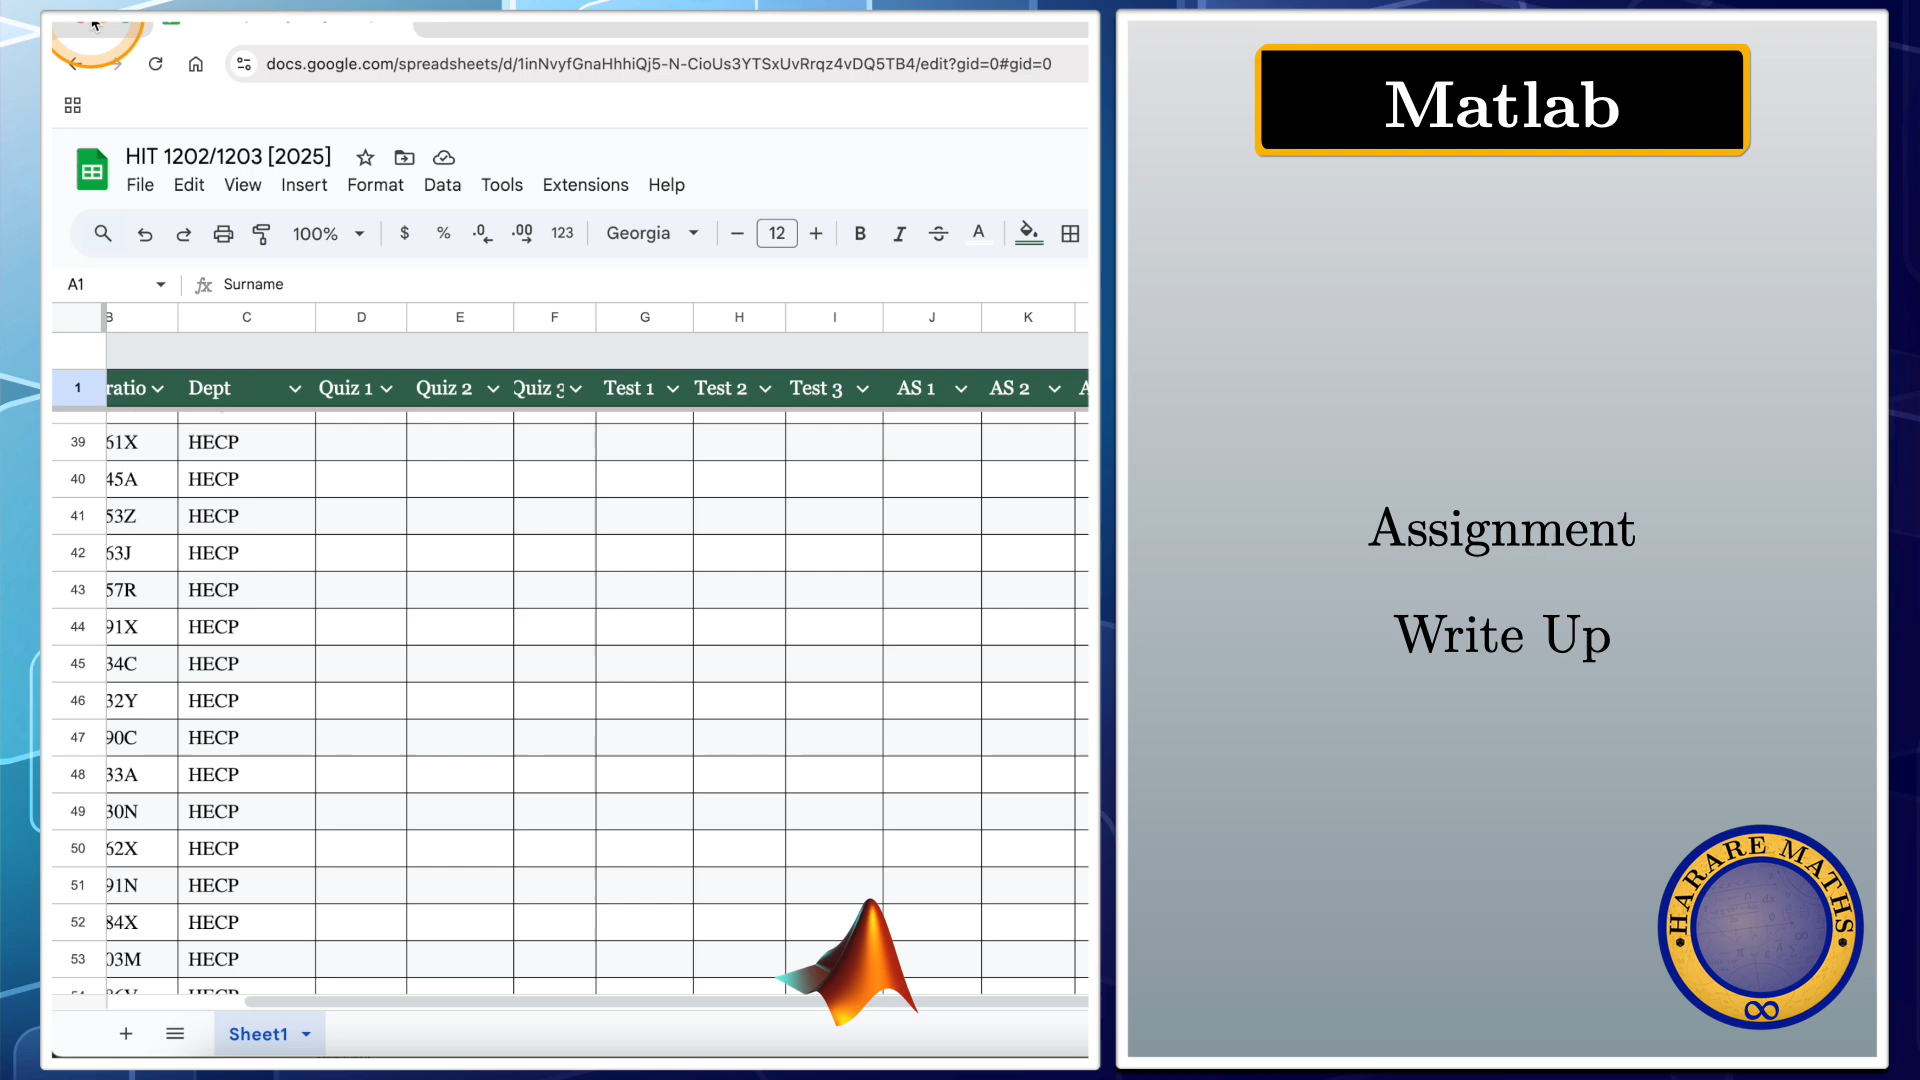 docs.google.com/spreadsheets/d/1inNvyfGnaHhhiQj5-N-CioUs3YTSxUvRrqz4vDQ5TB4/edit?gid=0#gid=0
HIT 1202/1203 [2025]
File Edit View Insert Format Data Tools Extensions Help
100% $ % .0 .00 123 Georgia 12 B I A
A1 fx Surname
B C D E F G H I J K
1 ratio Dept Quiz 1 Quiz 2 Quiz 3 Test 1 Test 2 Test 3 AS 1 AS 2 A
39 61X HECP
40 45A HECP
41 53Z HECP
42 63J HECP
43 57R HECP
44 91X HECP
45 34C HECP
46 32Y HECP
47 90C HECP
48 33A HECP
49 30N HECP
50 62X HECP
51 91N HECP
52 84X HECP
53 03M HECP
Sheet1
Matlab
Assignment
Write Up
HARARE MATHS
∞